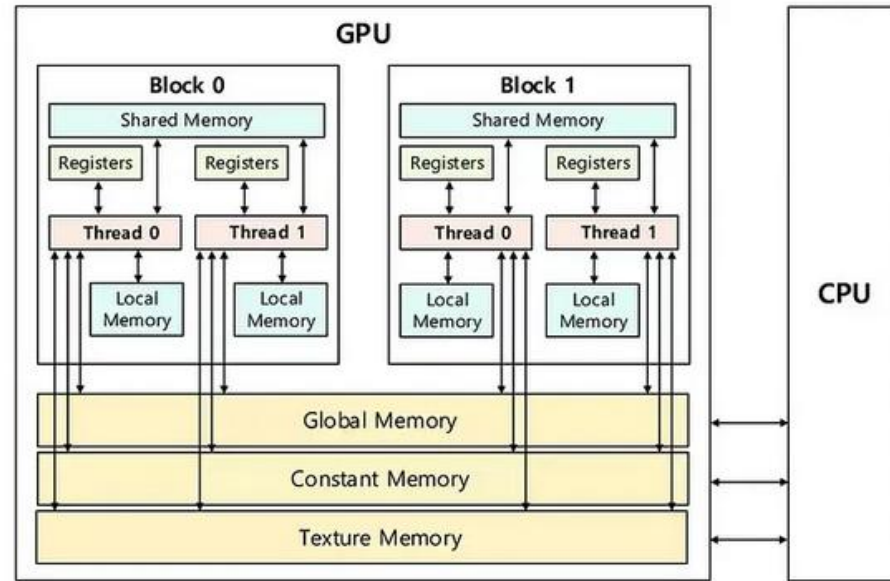 GPU
Block 0
Block 1
Shared Memory
Shared Memory
Registers
Registers
Registers
Registers
Thread 0
Thread 1
Thread 0
Thread 1
Local
Memory
Local
Memory
Local
Memory
Local
Memory
CPU
Global Memory
Constant Memory
Texture Memory